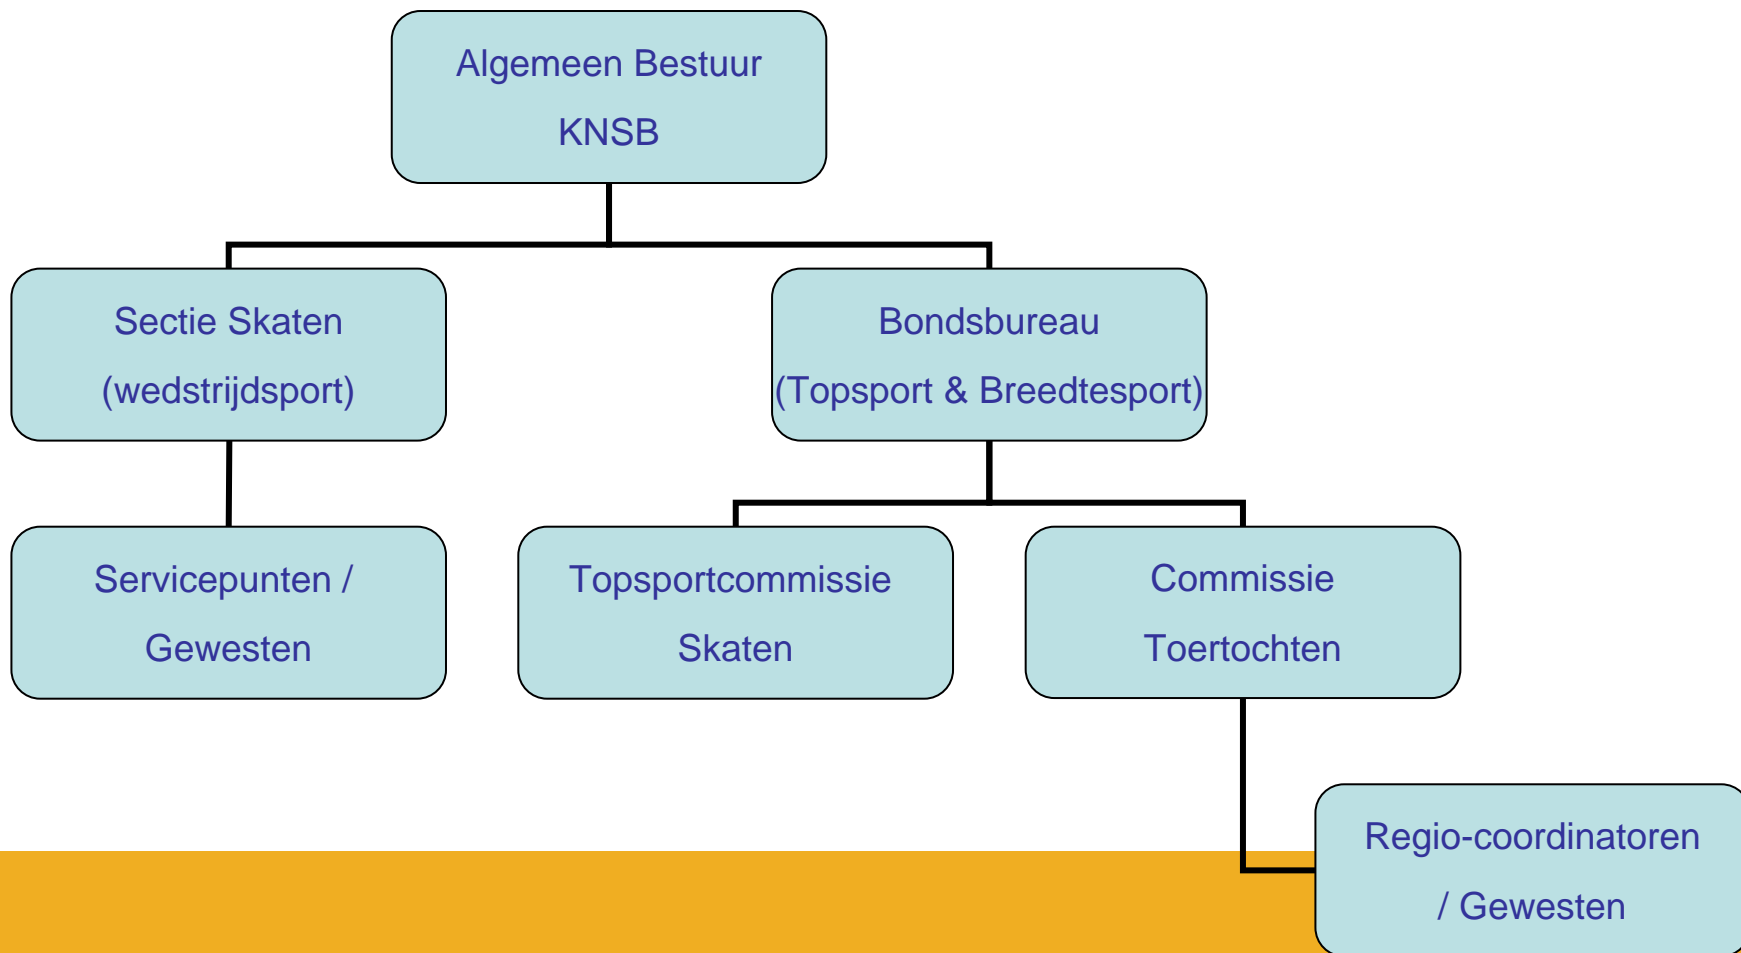 Algemeen Bestuur
KNSB
Sectie Skaten
(wedstrijdsport)
Bondsbureau
(Topsport & Breedtesport)
Servicepunten /
Gewesten
Topsportcommissie
Skaten
Commissie
Toertochten
Regio-coordinatoren
/ Gewesten